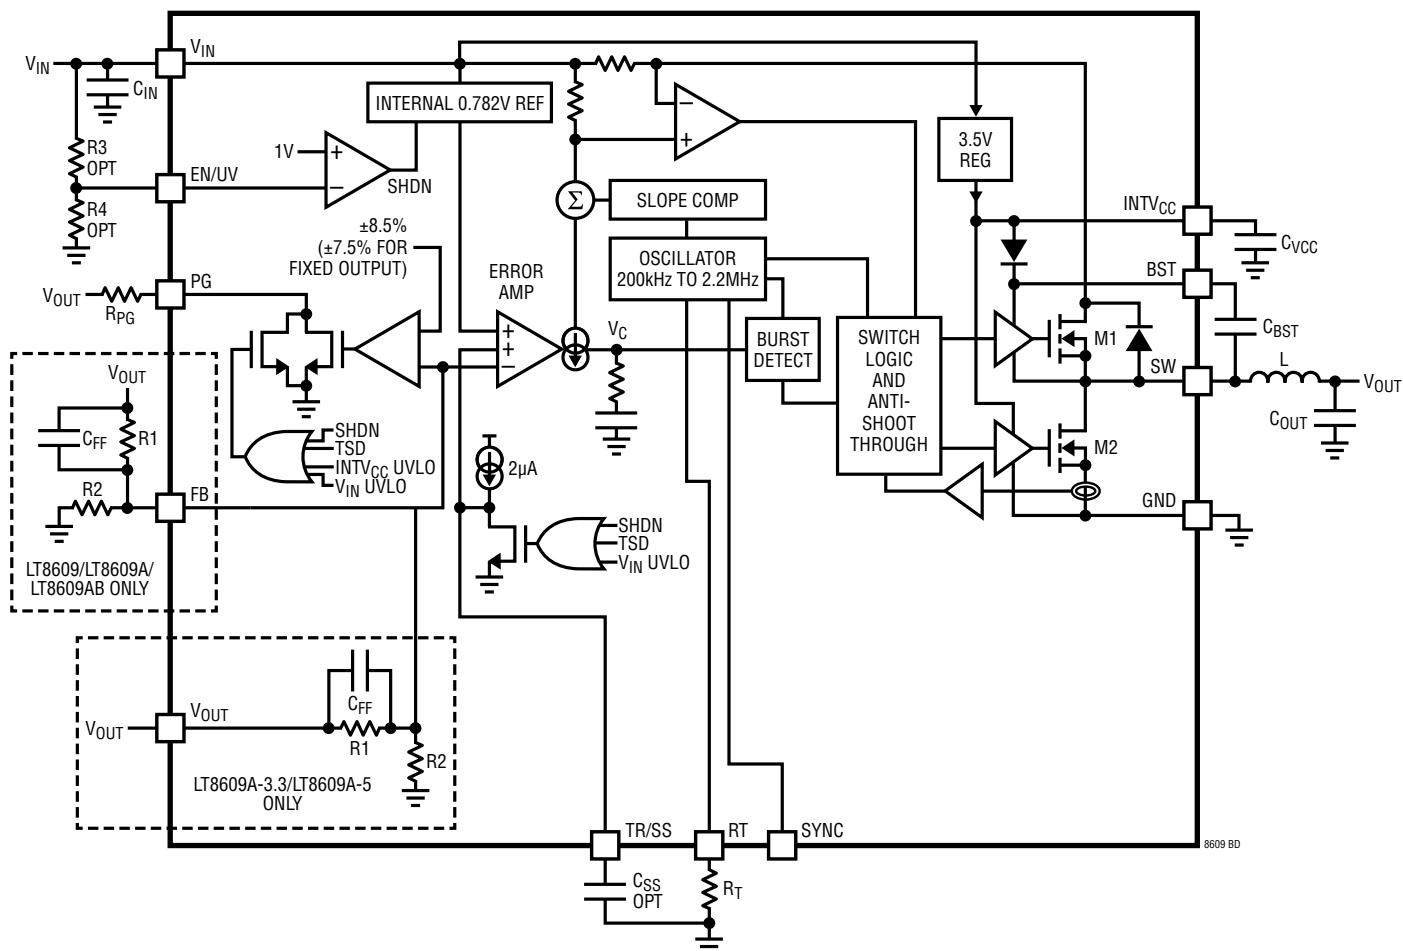 VIN
VIN
CIN
R3
OPT
EN/UV
R4
OPT
INTERNAL 0.782V REF
1V
+
−
SHDN
−
+
3.5V
REG
Σ
SLOPE COMP
OSCILLATOR
200kHz TO 2.2MHz
INTVCC
CVCC
BST
CBST
±8.5%
(±7.5% FOR
FIXED OUTPUT)
ERROR
AMP
PG
VOUT
RPG
+
+
−
VC
BURST
DETECT
SWITCH
LOGIC
AND
ANTI-
SHOOT
THROUGH
M1
SW
L
VOUT
COUT
M2
GND
VOUT
CFF
R1
R2
FB
LT8609/LT8609A/
LT8609AB ONLY
SHDN
TSD
INTVCC UVLO
VIN UVLO
2µA
SHDN
TSD
VIN UVLO
VOUT
VOUT
CFF
R1
R2
LT8609A-3.3/LT8609A-5
ONLY
TR/SS
RT
SYNC
8609 BD
CSS
OPT
RT